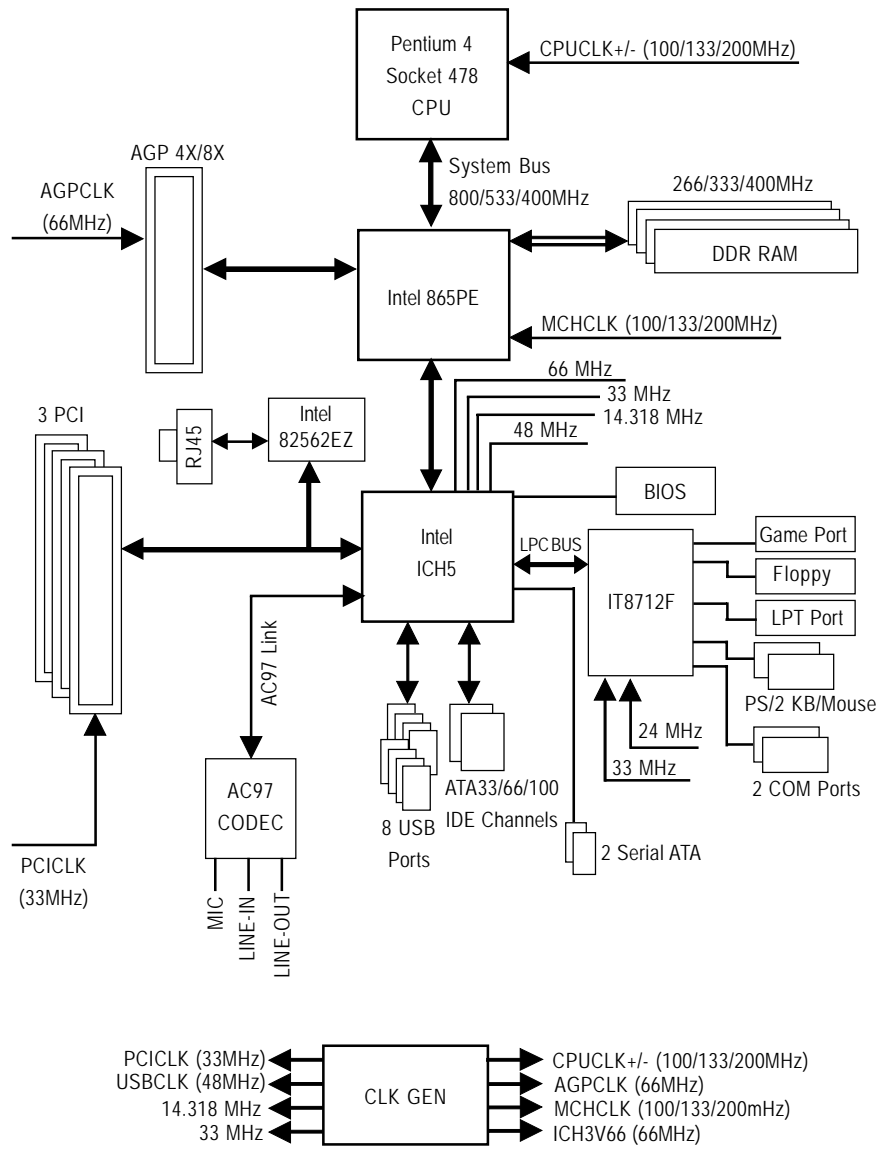 Pentium 4
Socket 478
CPU
CPUCLK+/- (100/133/200MHz)
AGP 4X/8X
System Bus
800/533/400MHz
AGPCLK
(66MHz)
266/333/400MHz
DDR RAM
Intel 865PE
MCHCLK (100/133/200MHz)
66 MHz
33 MHz
14.318 MHz
48 MHz
3 PCI
RJ45
Intel
82562EZ
BIOS
Intel
ICH5
LPC BUS
IT8712F
Game Port
Floppy
LPT Port
PS/2 KB/Mouse
24 MHz
33 MHz
2 COM Ports
AC97 Link
AC97
CODEC
8 USB
Ports
ATA33/66/100
IDE Channels
2 Serial ATA
PCICLK
(33MHz)
MIC
LINE-IN
LINE-OUT
PCICLK (33MHz)
USBCLK (48MHz)
14.318 MHz
33 MHz
CLK GEN
CPUCLK+/- (100/133/200MHz)
AGPCLK (66MHz)
MCHCLK (100/133/200mHz)
ICH3V66 (66MHz)